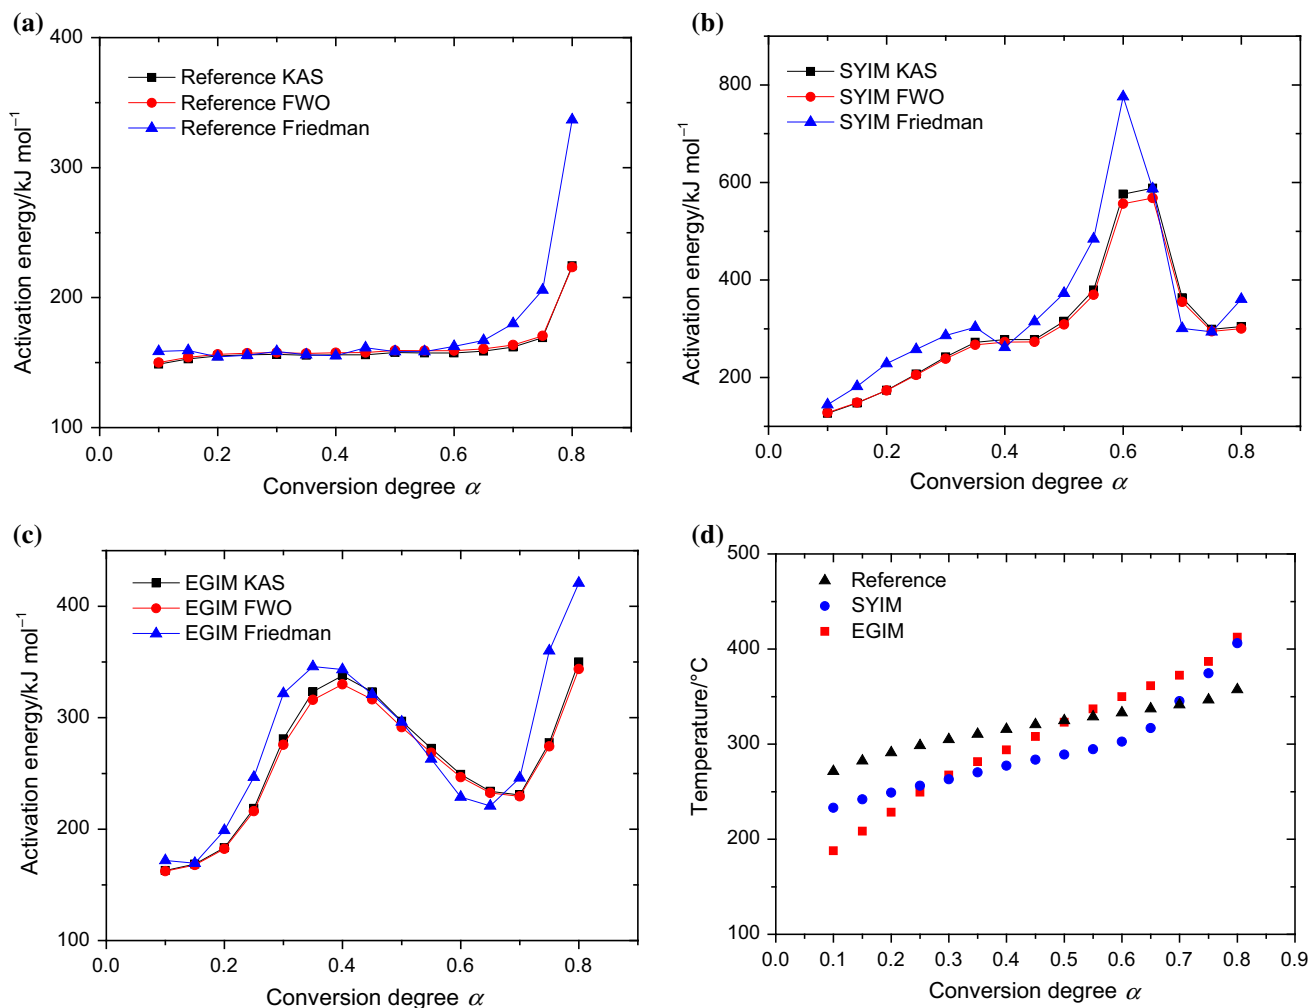 (a)
400
300
200
100
Activation energy/kJ mol⁻¹
Reference KAS
Reference FWO
Reference Friedman
0.0 0.2 0.4 0.6 0.8
Conversion degree α
(b)
800
600
400
200
Activation energy/kJ mol⁻¹
SYIM KAS
SYIM FWO
SYIM Friedman
0.0 0.2 0.4 0.6 0.8
Conversion degree α
(c)
400
300
200
100
Activation energy/kJ mol⁻¹
EGIM KAS
EGIM FWO
EGIM Friedman
0.0 0.2 0.4 0.6 0.8
Conversion degree α
(d)
500
400
300
200
100
Temperature/°C
Reference
SYIM
EGIM
0.0 0.1 0.2 0.3 0.4 0.5 0.6 0.7 0.8 0.9
Conversion degree α